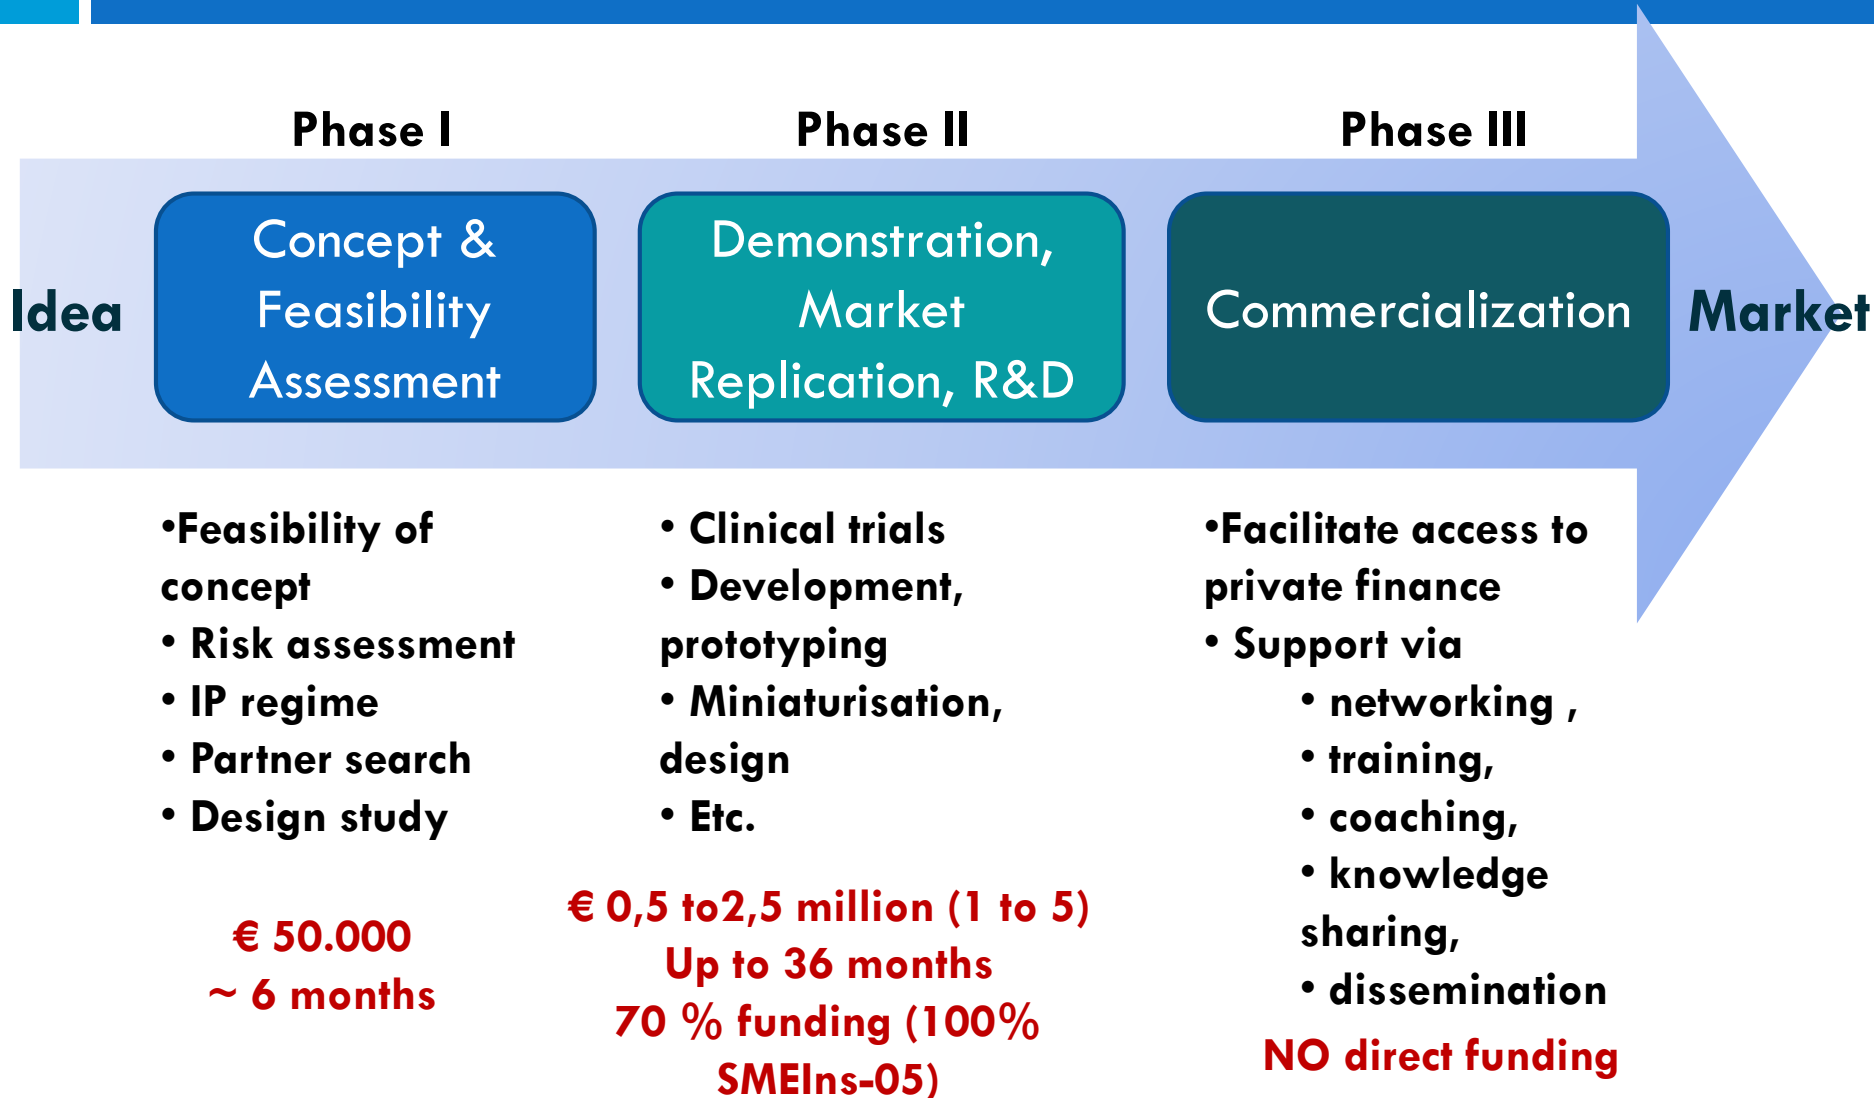 Phase I
Phase II
Phase III
Idea
Concept &
Feasibility
Assessment
Demonstration,
Market
Replication, R&D
Commercialization
Market
•Feasibility of
concept
• Risk assessment
• IP regime
• Partner search
• Design study
€ 50.000
~ 6 months
• Clinical trials
• Development,
prototyping
• Miniaturisation,
design
• Etc.
€ 0,5 to2,5 million (1 to 5)
Up to 36 months
70 % funding (100%
SMEIns-05)
•Facilitate access to
private finance
• Support via
• networking ,
• training,
• coaching,
• knowledge
sharing,
• dissemination
NO direct funding